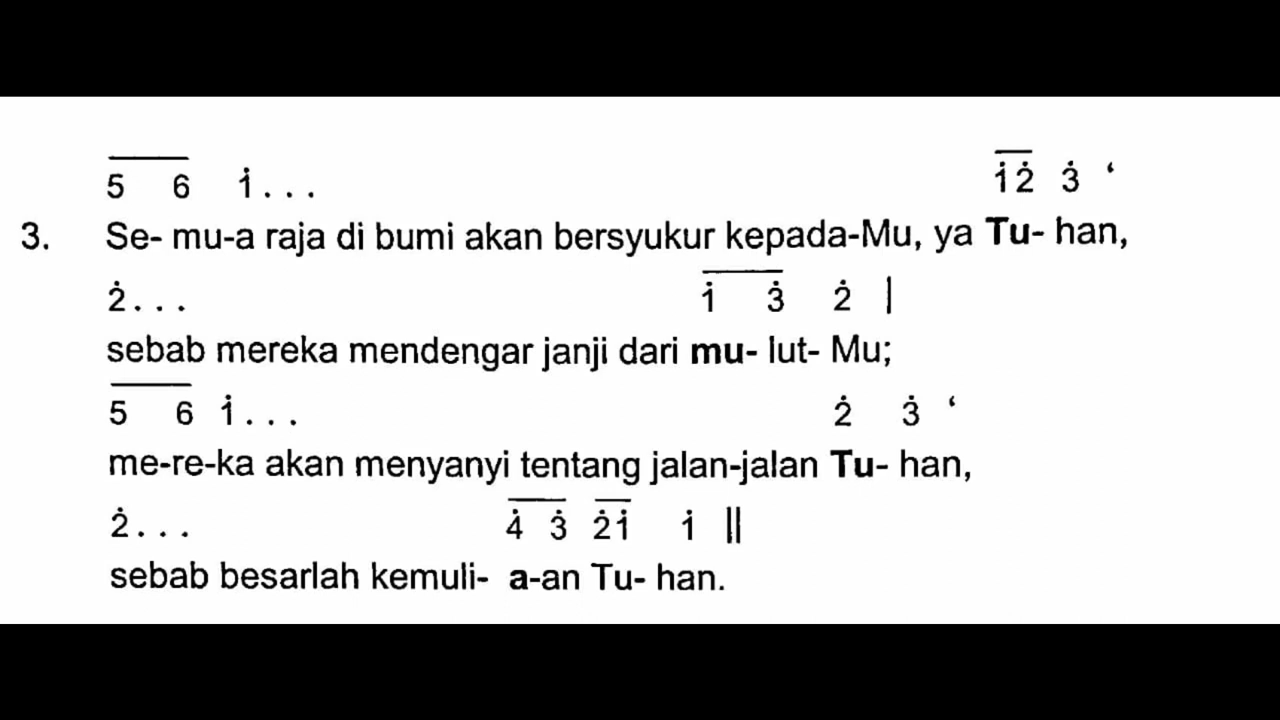 5 6 1̇ . . . 1̇2̇ 3̇ ‘
3. Se- mu-a raja di bumi akan bersyukur kepada-Mu, ya Tu- han,
2̇ . . . 1̇ 3̇ 2̇ |
sebab mereka mendengar janji dari mu- lut- Mu;
5 6 1̇ . . . 2̇ 3̇ ‘
me-re-ka akan menyanyi tentang jalan-jalan Tu- han,
2̇ . . . 4̇ 3̇ 2̇1̇ 1̇ ||
sebab besarlah kemuli- a-an Tu- han.